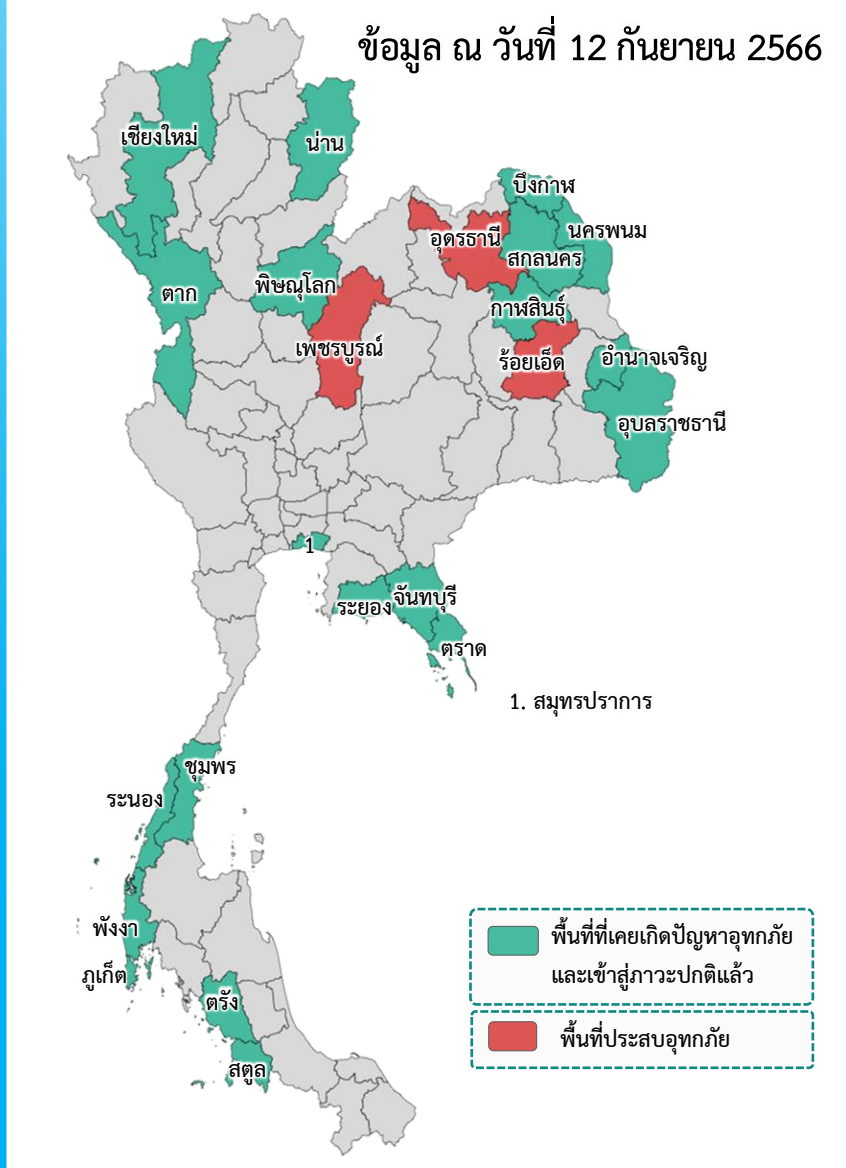 ข้อมูล ณ วันที่ 12 กันยายน 2566
เชียงใหม่
น่าน
บึงกาฬ
นครพนม
อุดรธานี
สกลนคร
พิษณุโลก
ตาก
กาฬสินธุ์
เพชรบูรณ์
ร้อยเอ็ด
อำนาจเจริญ
อุบลราชธานี
1
ระยอง
จันทบุรี
ตราด
1. สมุทรปราการ
ชุมพร
ระนอง
พังงา
ภูเก็ต
ตรัง
สตูล
พื้นที่ที่เคยเกิดปัญหาอุทกภัย
และเข้าสู่ภาวะปกติแล้ว
พื้นที่ประสบอุทกภัย